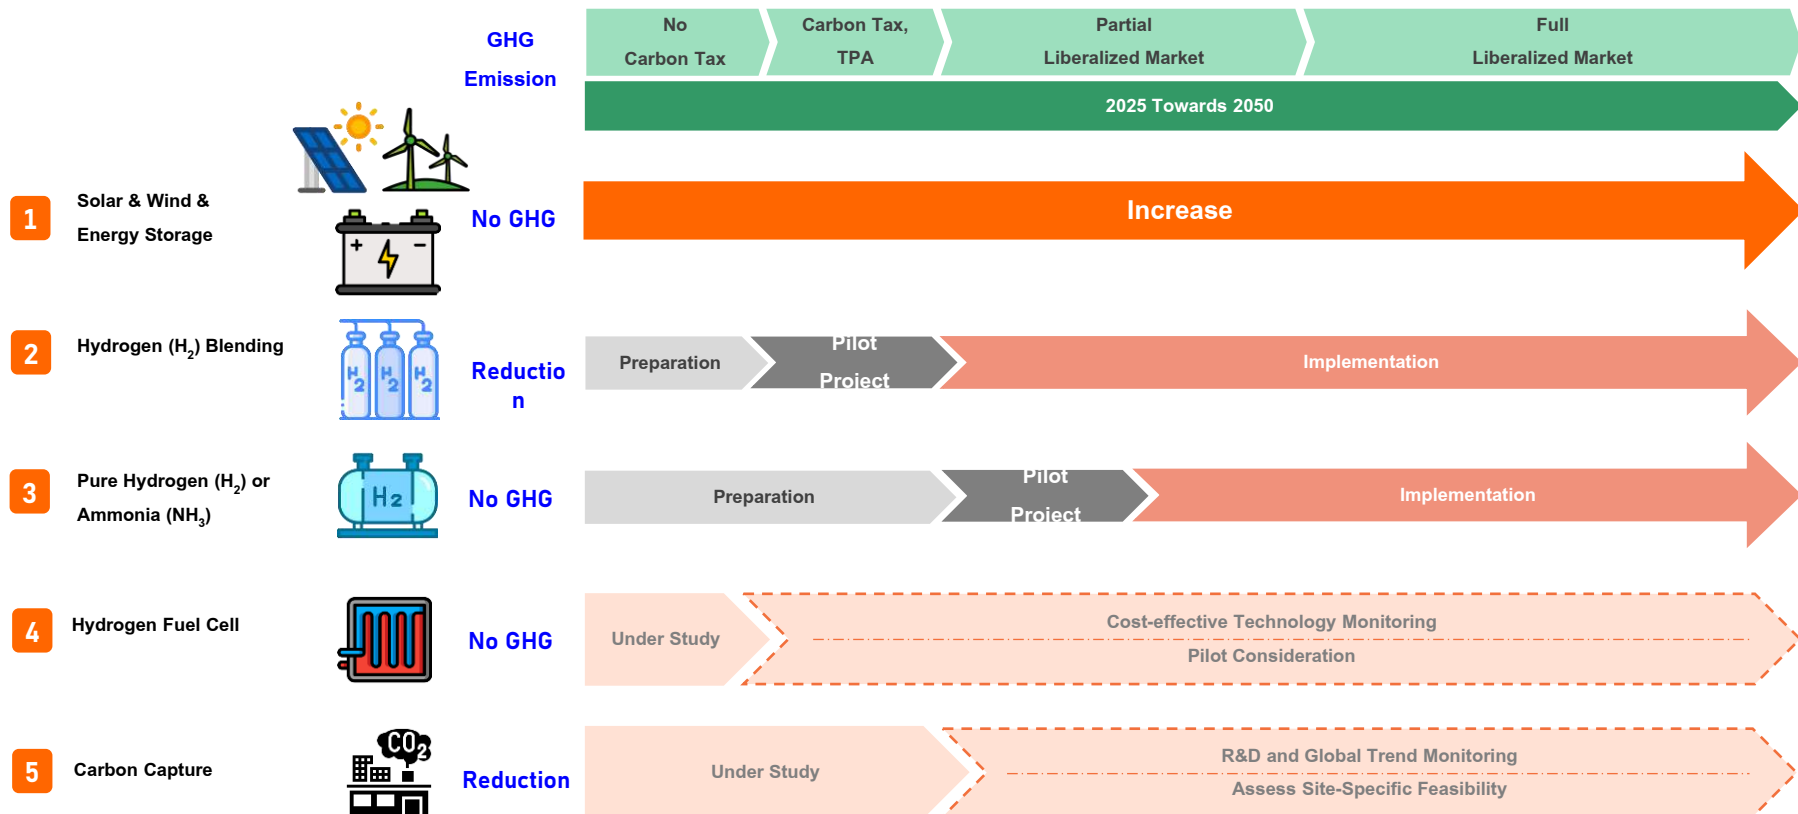 GHG
Emission
No
Carbon Tax
Carbon Tax,
TPA
Partial
Liberalized Market
Full
Liberalized Market
2025 Towards 2050
1
Solar & Wind &
Energy Storage
+ −
No GHG
Increase
2
Hydrogen (H₂) Blending
H₂ H₂ H₂
Reductio
n
Preparation
Pilot
Project
Implementation
3
Pure Hydrogen (H₂) or
Ammonia (NH₃)
H₂
No GHG
Preparation
Pilot
Project
Implementation
4
Hydrogen Fuel Cell
No GHG
Under Study
Cost-effective Technology Monitoring
Pilot Consideration
5
Carbon Capture
CO₂
Reduction
Under Study
R&D and Global Trend Monitoring
Assess Site-Specific Feasibility